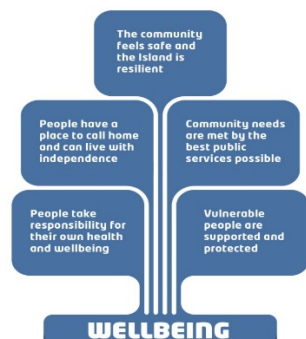 The community
feels safe and
the Island is
resilient
People have a
place to call home
and can live with
independence
Community needs
are met by the
best public
services possible
People take
responsibility for
their own health
and wellbeing
Vulnerable
people are
supported and
protected
WELLBEING